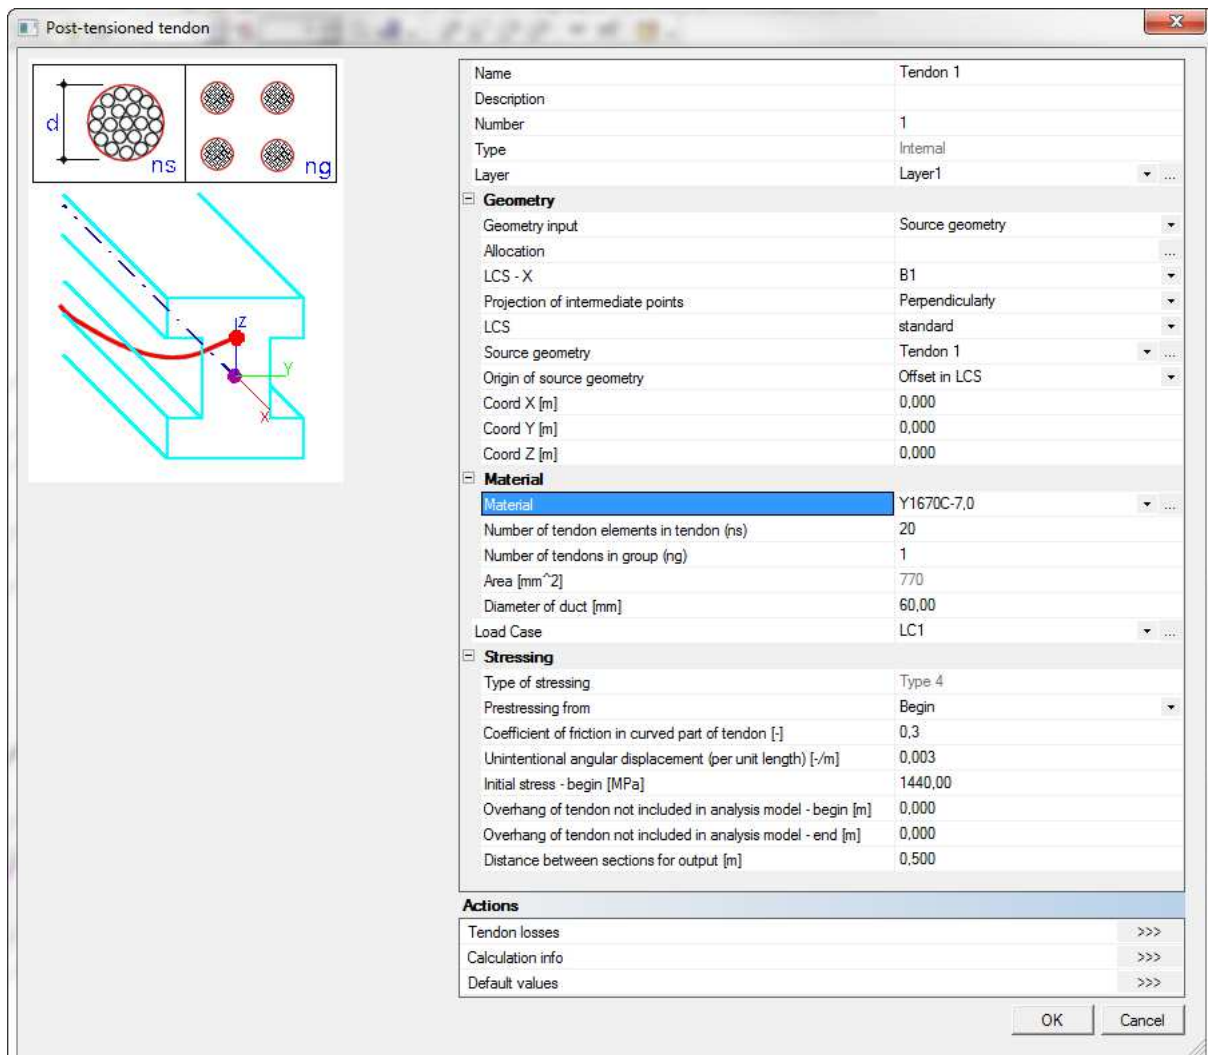 Post-tensioned tendon
d
ns
ng
Z
Y
X
Name Tendon 1
Description
Number 1
Type Internal
Layer Layer1 ...
Geometry
Geometry input Source geometry
Allocation ...
LCS - X B1
Projection of intermediate points Perpendicularly
LCS standard
Source geometry Tendon 1 ...
Origin of source geometry Offset in LCS
Coord X [m] 0,000
Coord Y [m] 0,000
Coord Z [m] 0,000
Material
Material Y1670C-7,0 ...
Number of tendon elements in tendon (ns) 20
Number of tendons in group (ng) 1
Area [mm^2] 770
Diameter of duct [mm] 60,00
Load Case LC1 ...
Stressing
Type of stressing Type 4
Prestressing from Begin
Coefficient of friction in curved part of tendon [-] 0,3
Unintentional angular displacement (per unit length) [-/m] 0,003
Initial stress - begin [MPa] 1440,00
Overhang of tendon not included in analysis model - begin [m] 0,000
Overhang of tendon not included in analysis model - end [m] 0,000
Distance between sections for output [m] 0,500
Actions
Tendon losses >>>
Calculation info >>>
Default values >>>
OK Cancel